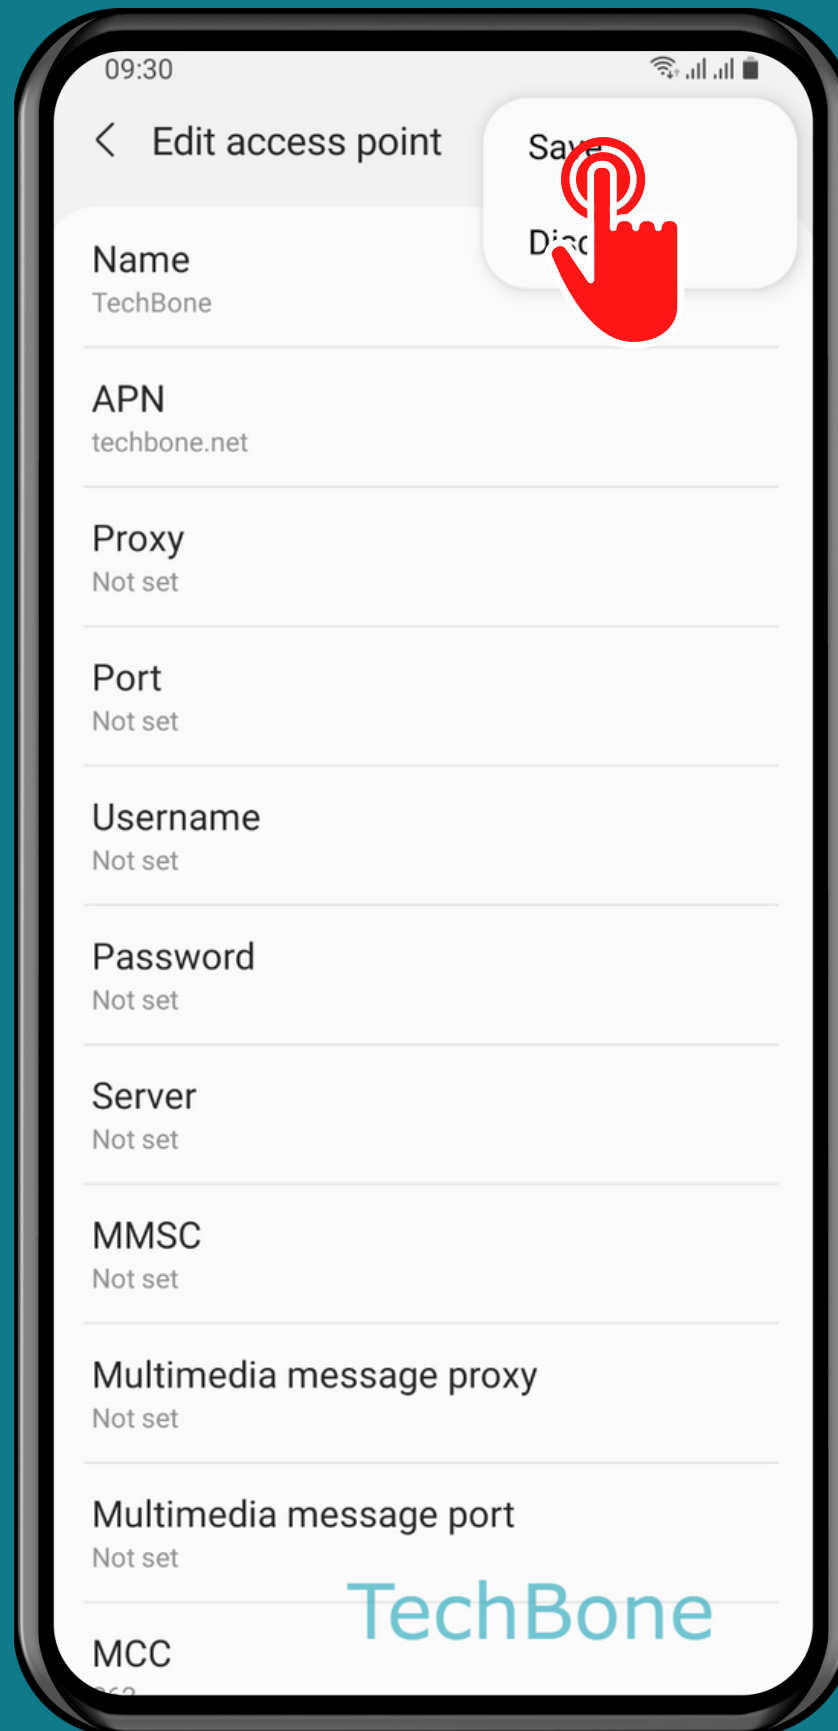 09:30
Edit access point
Save
Name
TechBone
APN
techbone.net
Proxy
Not set
Port
Not set
Username
Not set
Password
Not set
Server
Not set
MMSC
Not set
Multimedia message proxy
Not set
Multimedia message port
Not set
TechBone
MCC